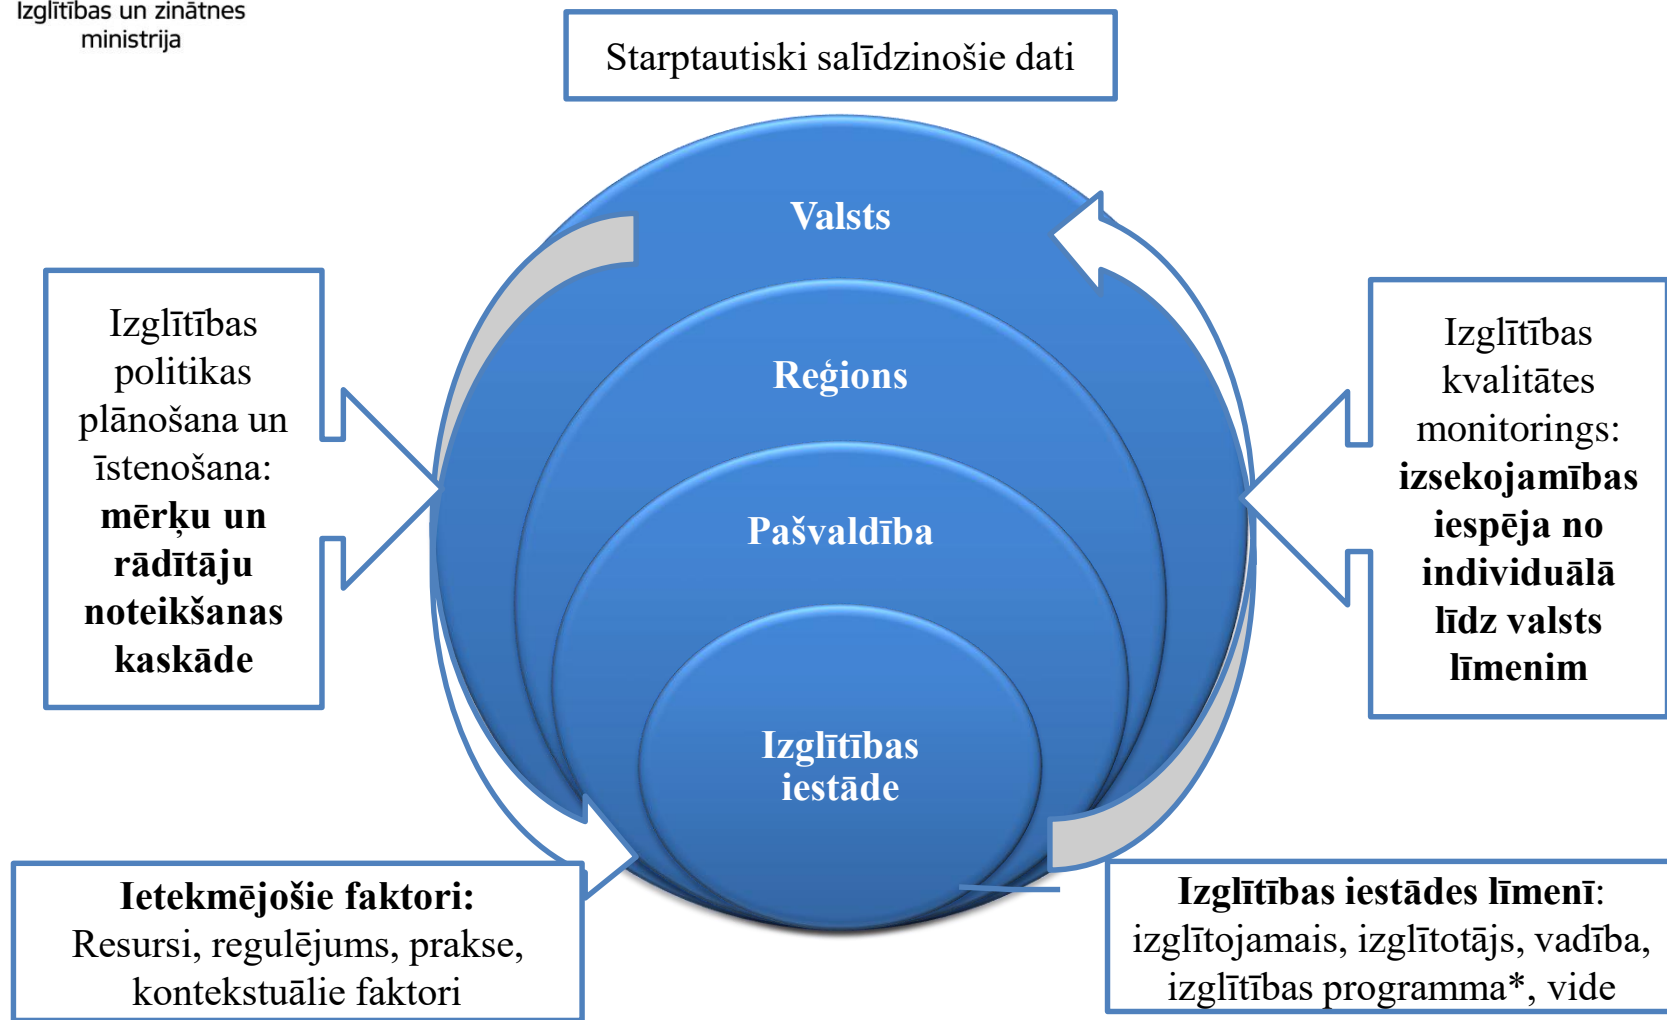 Izglītības un zinātnes
ministrija
Starptautiski salīdzinošie dati
Valsts
Reģions
Pašvaldība
Izglītības
iestāde
Izglītības
politikas
plānošana un
īstenošana:
mērķu un
rādītāju
noteikšanas
kaskāde
Izglītības
kvalitātes
monitorings:
izsekojamības
iespēja no
individuālā
līdz valsts
līmenim
Ietekmējošie faktori:
Resursi, regulējums, prakse,
kontekstuālie faktori
Izglītības iestādes līmenī:
izglītojamais, izglītotājs, vadība,
izglītības programma*, vide